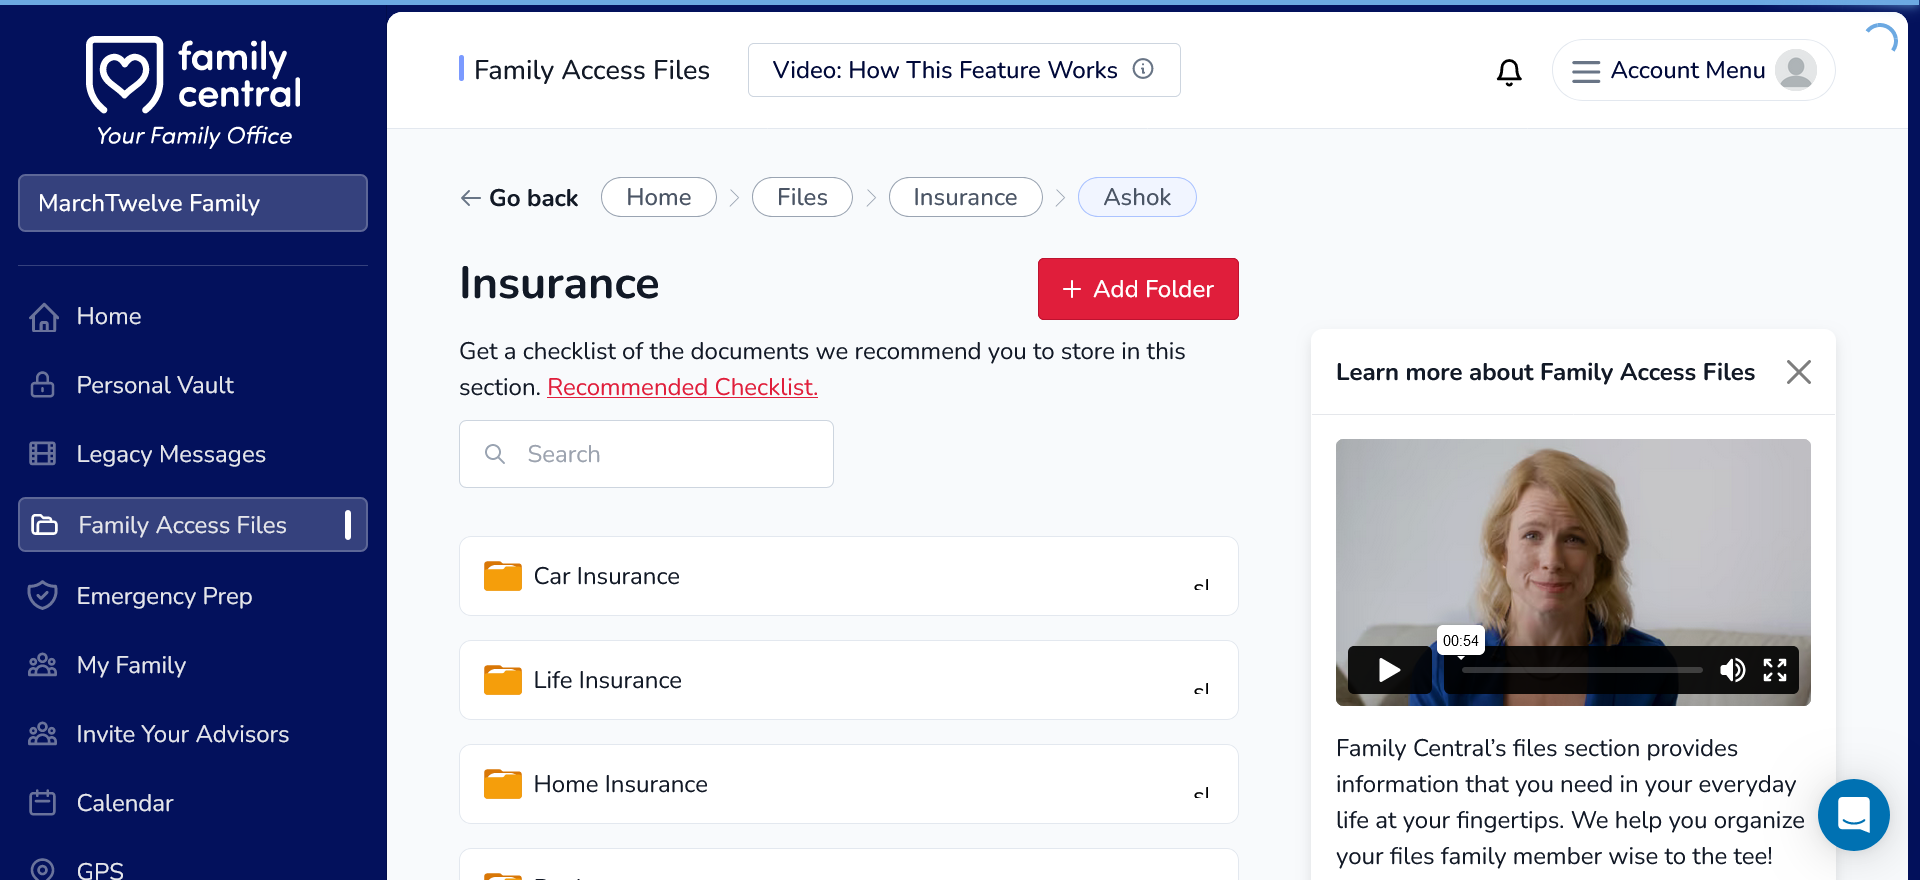 family
central
Your Family Office
MarchTwelve Family
Home
Personal Vault
Legacy Messages
Family Access Files
Emergency Prep
My Family
Invite Your Advisors
Calendar
GPS
Family Access Files
Video: How This Feature Works
Account Menu
Go back
Home
Files
Insurance
Ashok
Insurance
Add Folder
Get a checklist of the documents we recommend you to store in this
section. Recommended Checklist.
Search
Car Insurance
Life Insurance
Home Insurance
Learn more about Family Access Files
00:54
Family Central’s files section provides
information that you need in your everyday
life at your fingertips. We help you organize
your files family member wise to the tee!